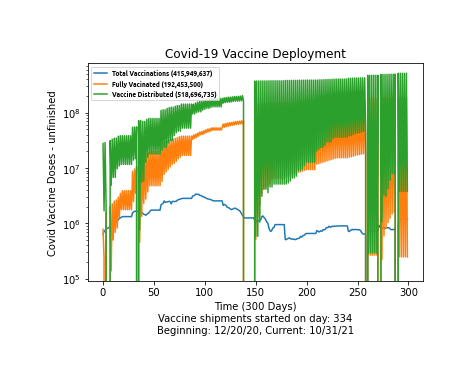 Covid-19 Vaccine Deployment
Total Vaccinations (415,949,637)
Fully Vacinated (192,453,500)
Vaccine Distributed (518,696,735)
Covid Vaccine Doses - unfinished
10⁸
10⁷
10⁶
10⁵
0 50 100 150 200 250 300
Time (300 Days)
Vaccine shipments started on day: 334
Beginning: 12/20/20, Current: 10/31/21